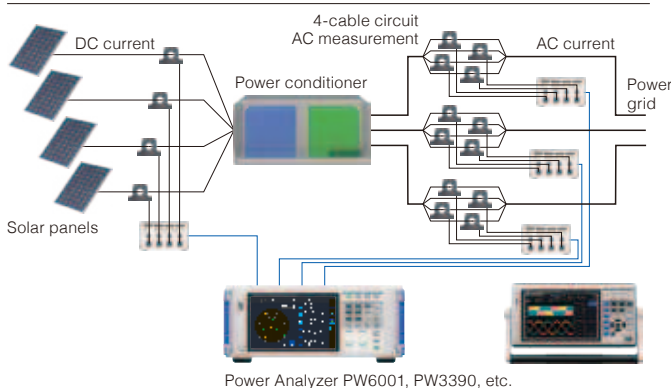 4-cable circuit
AC measurement
DC current
AC current
Power conditioner
Power
grid
Solar panels
Power Analyzer PW6001, PW3390, etc.